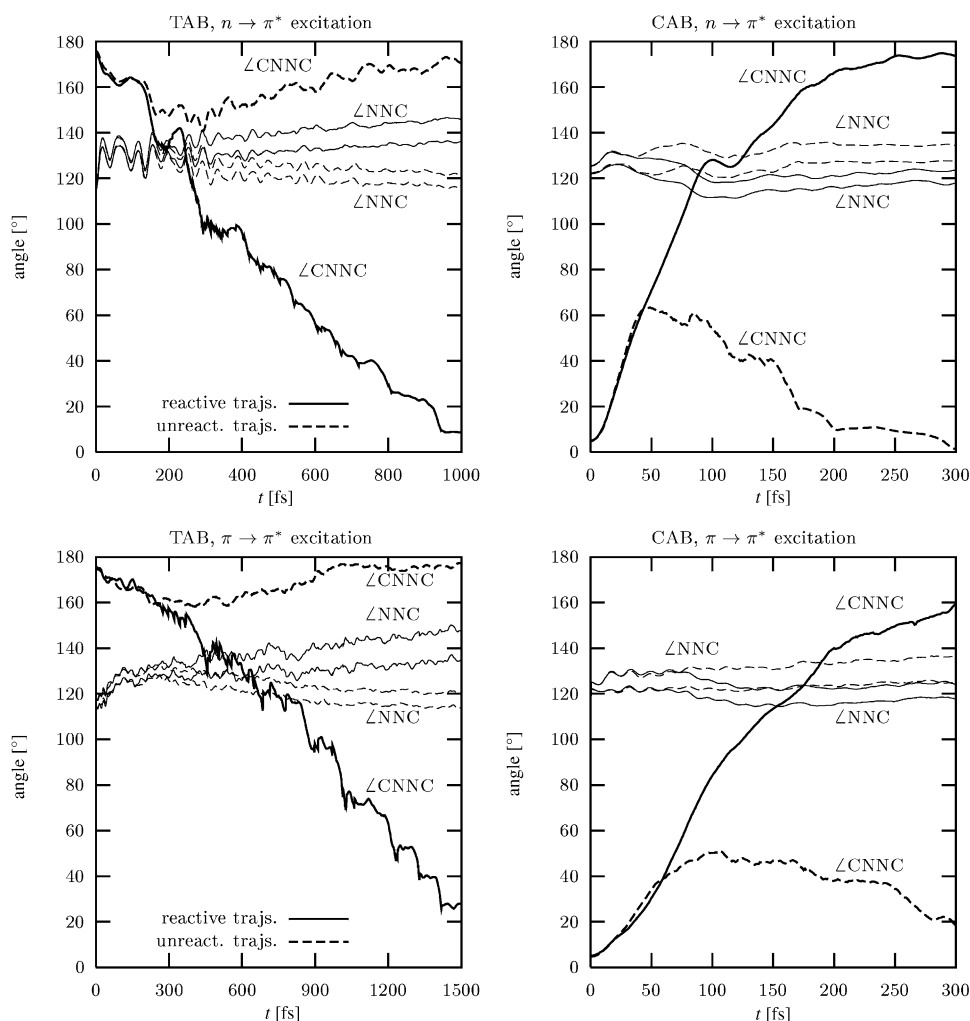 TAB, n → π* excitation
180
160
140
120
100
80
60
40
20
0
angle [°]
∠CNNC
∠NNC
∠NNC
∠CNNC
reactive trajs.
unreact. trajs.
0 200 400 600 800 1000
t [fs]
CAB, n → π* excitation
180
160
140
120
100
80
60
40
20
0
angle [°]
∠CNNC
∠NNC
∠NNC
∠CNNC
0 50 100 150 200 250 300
t [fs]
TAB, π → π* excitation
180
160
140
120
100
80
60
40
20
0
angle [°]
∠CNNC
∠NNC
∠NNC
∠CNNC
reactive trajs.
unreact. trajs.
0 300 600 900 1200 1500
t [fs]
CAB, π → π* excitation
180
160
140
120
100
80
60
40
20
0
angle [°]
∠CNNC
∠NNC
∠NNC
∠CNNC
0 50 100 150 200 250 300
t [fs]